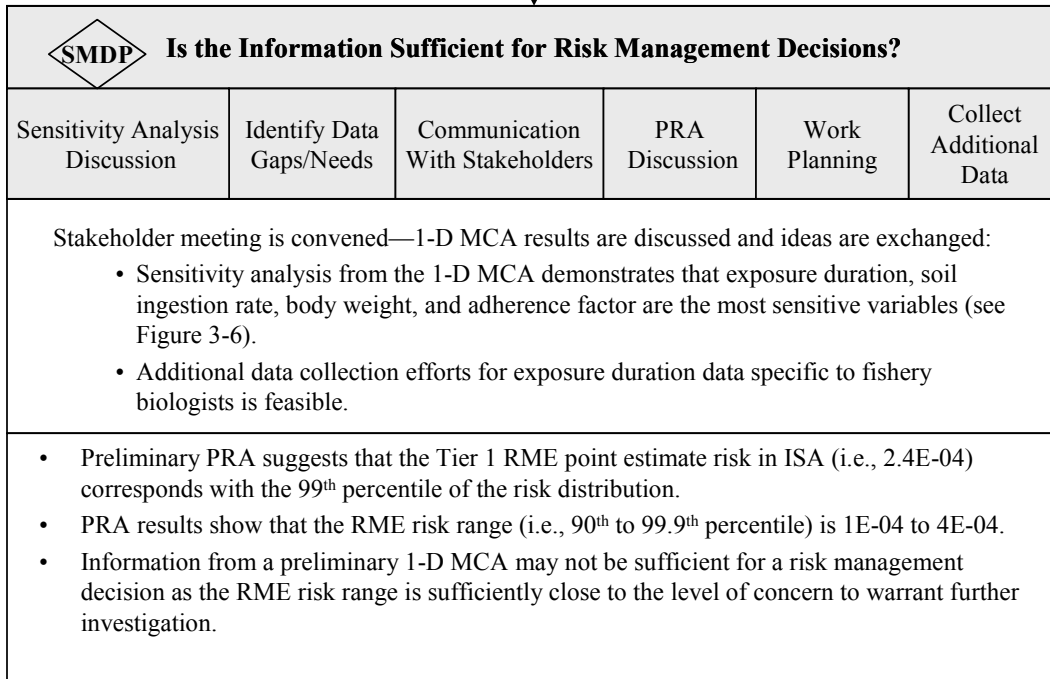 SMDP Is the Information Sufficient for Risk Management Decisions?
Sensitivity Analysis
Discussion
Identify Data
Gaps/Needs
Communication
With Stakeholders
PRA
Discussion
Work
Planning
Collect
Additional
Data
Stakeholder meeting is convened—1-D MCA results are discussed and ideas are exchanged:
• Sensitivity analysis from the 1-D MCA demonstrates that exposure duration, soil
ingestion rate, body weight, and adherence factor are the most sensitive variables (see
Figure 3-6).
• Additional data collection efforts for exposure duration data specific to fishery
biologists is feasible.
• Preliminary PRA suggests that the Tier 1 RME point estimate risk in ISA (i.e., 2.4E-04)
corresponds with the 99th percentile of the risk distribution.
• PRA results show that the RME risk range (i.e., 90th to 99.9th percentile) is 1E-04 to 4E-04.
• Information from a preliminary 1-D MCA may not be sufficient for a risk management
decision as the RME risk range is sufficiently close to the level of concern to warrant further
investigation.